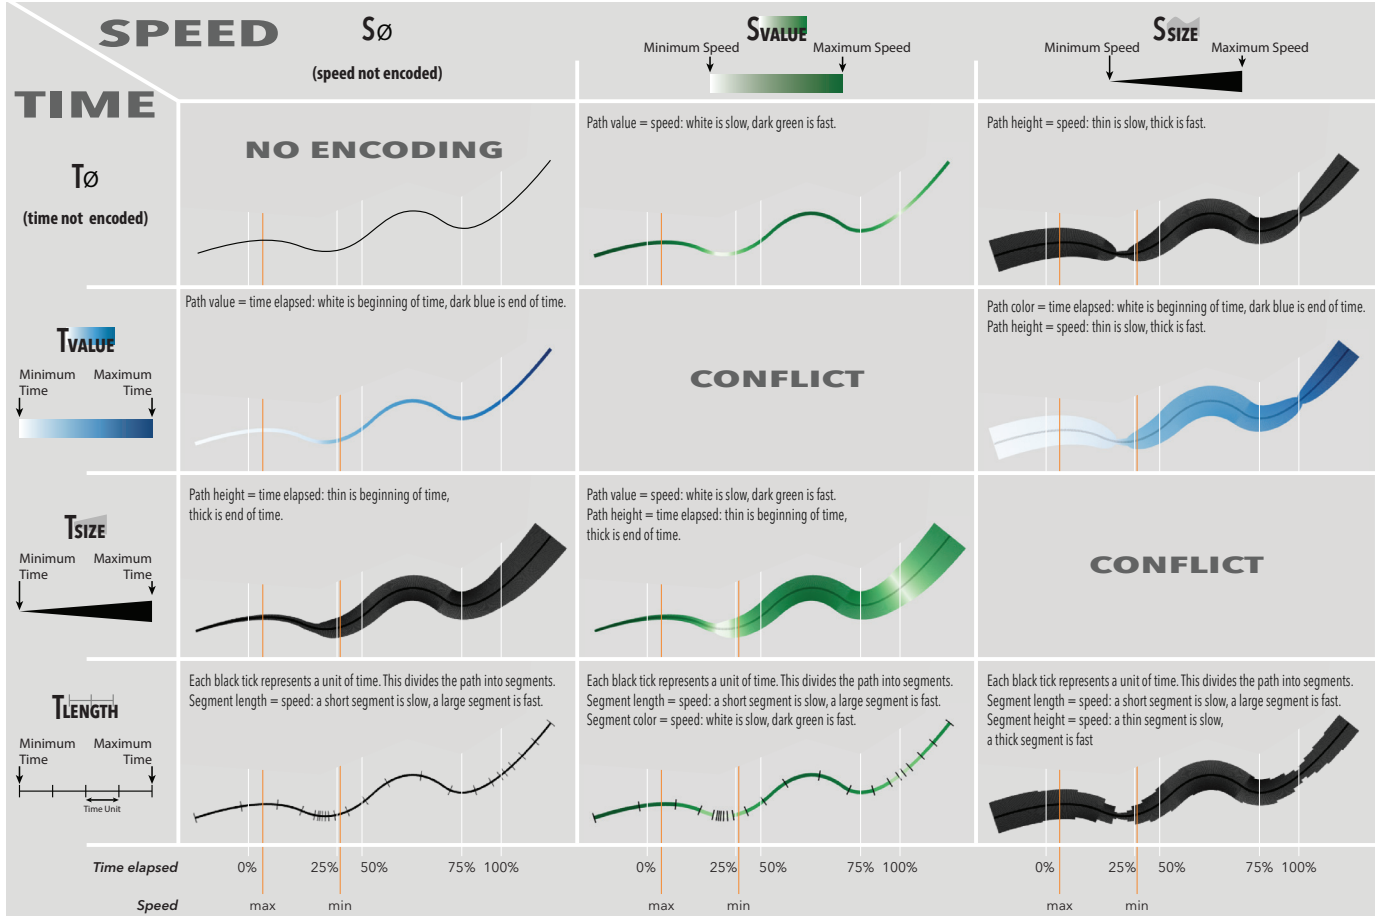 SPEED
TIME
SØ
(speed not encoded)
SVALUE
Minimum Speed Maximum Speed
SSIZE
Minimum Speed Maximum Speed
TØ
(time not encoded)
NO ENCODING
Path value = speed: white is slow, dark green is fast.
Path height = speed: thin is slow, thick is fast.
TVALUE
Minimum Time
Maximum Time
Path value = time elapsed: white is beginning of time, dark blue is end of time.
CONFLICT
Path color = time elapsed: white is beginning of time, dark blue is end of time.
Path height = speed: thin is slow, thick is fast.
TSIZE
Minimum Time
Maximum Time
Path height = time elapsed: thin is beginning of time,
thick is end of time.
Path value = speed: white is slow, dark green is fast.
Path height = time elapsed: thin is beginning of time,
thick is end of time.
CONFLICT
TLENGTH
Minimum Time
Maximum Time
Time Unit
Each black tick represents a unit of time. This divides the path into segments.
Segment length = speed: a short segment is slow, a large segment is fast.
Each black tick represents a unit of time. This divides the path into segments.
Segment length = speed: a short segment is slow, a large segment is fast.
Segment color = speed: white is slow, dark green is fast.
Each black tick represents a unit of time. This divides the path into segments.
Segment length = speed: a short segment is slow, a large segment is fast.
Segment height = speed: a thin segment is slow,
a thick segment is fast
Time elapsed 0% 25% 50% 75% 100% 0% 25% 50% 75% 100% 0% 25% 50% 75% 100%
Speed max min max min max min